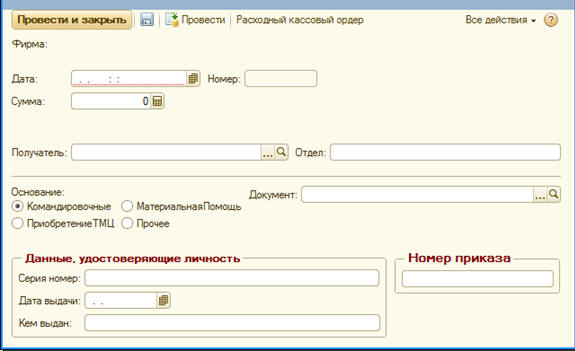 Провести и закрыть Провести Расходный кассовый ордер Все действия ?
Фирма:
Дата: . . : : Номер:
Сумма: 0
Получатель: ... Отдел:
Основание: Документ: ...
Командировочные МатериальнаяПомощь
ПриобретениеТМЦ Прочее
Данные, удостоверяющие личность Номер приказа
Серия номер:
Дата выдачи: . .
Кем выдан: